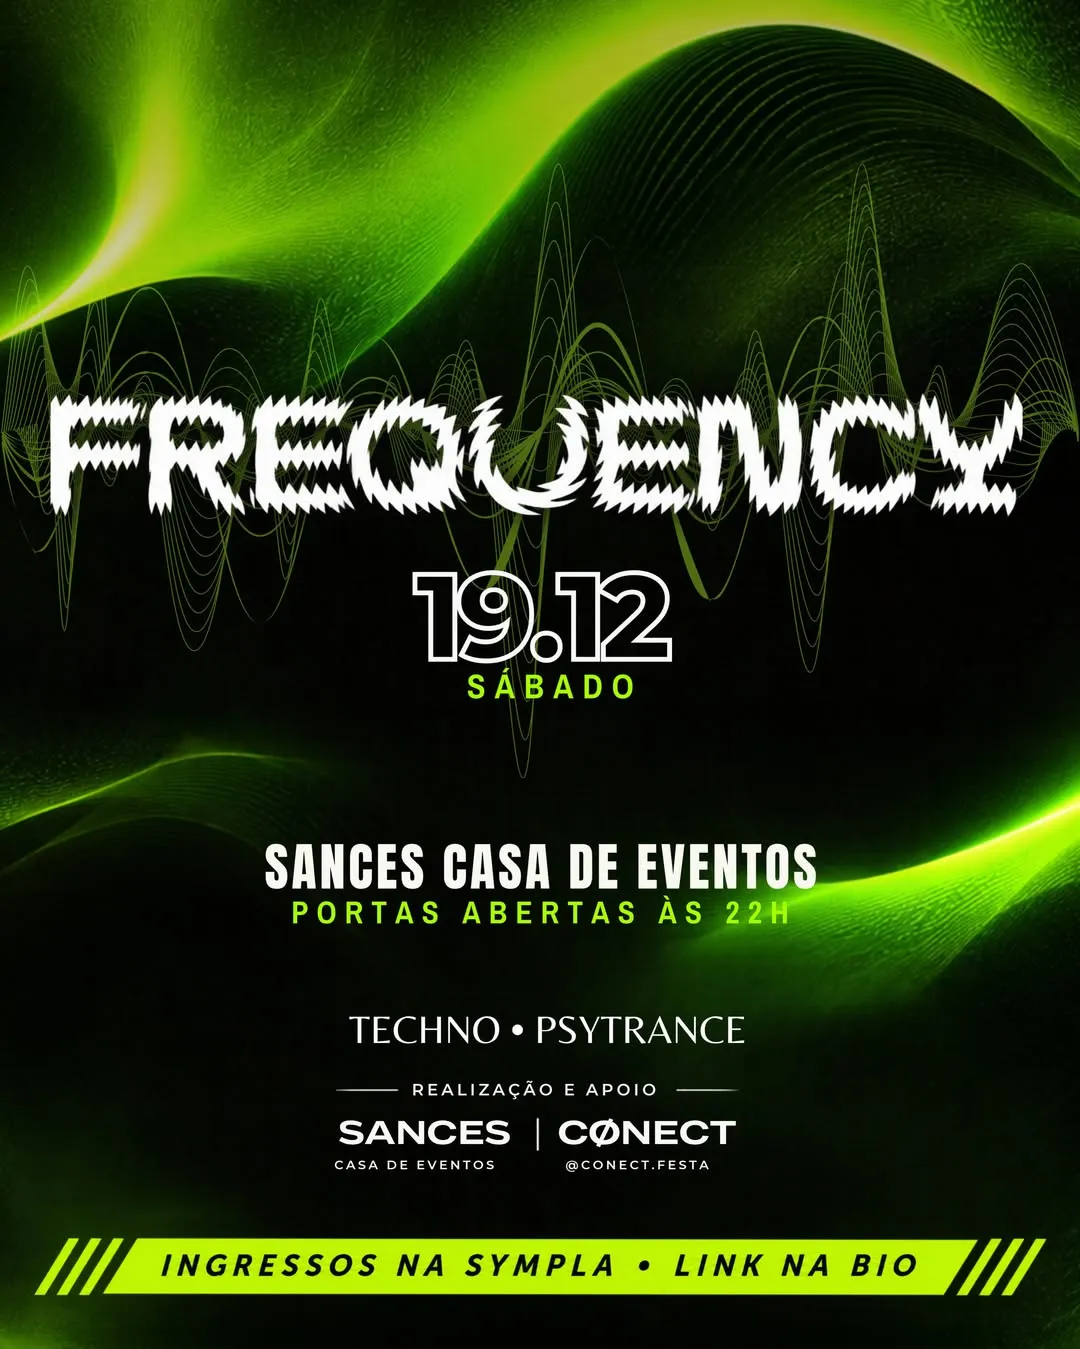 FREQUENCY
19.12
SÁBADO
SANCES CASA DE EVENTOS
PORTAS ABERTAS ÀS 22H
TECHNO • PSYTRANCE
REALIZAÇÃO E APOIO
SANCES | CØNECT
CASA DE EVENTOS @CONECT.FESTA
INGRESSOS NA SYMPLA • LINK NA BIO